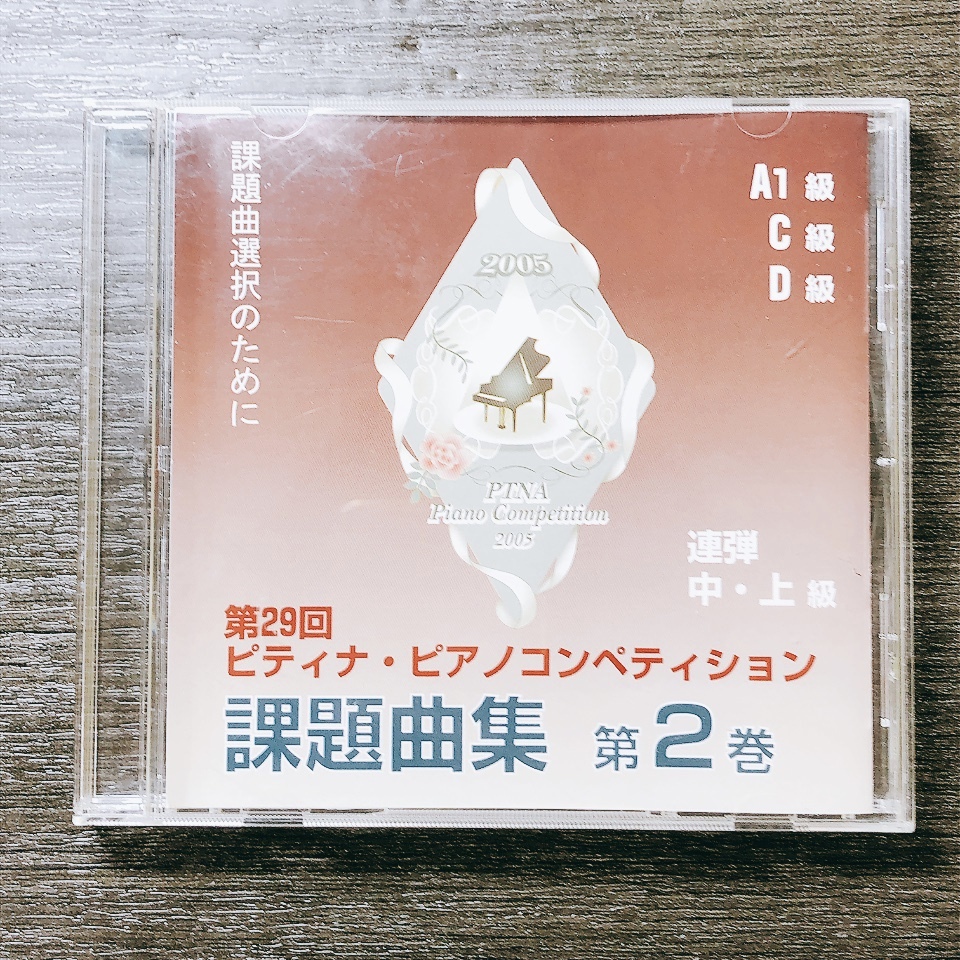 課題曲選択のために
A1級
C級
D級
2005
PTNA
Piano Competition
2005
連弾
中・上級
第29回
ピティナ・ピアノコンペティション
課題曲集 第2巻